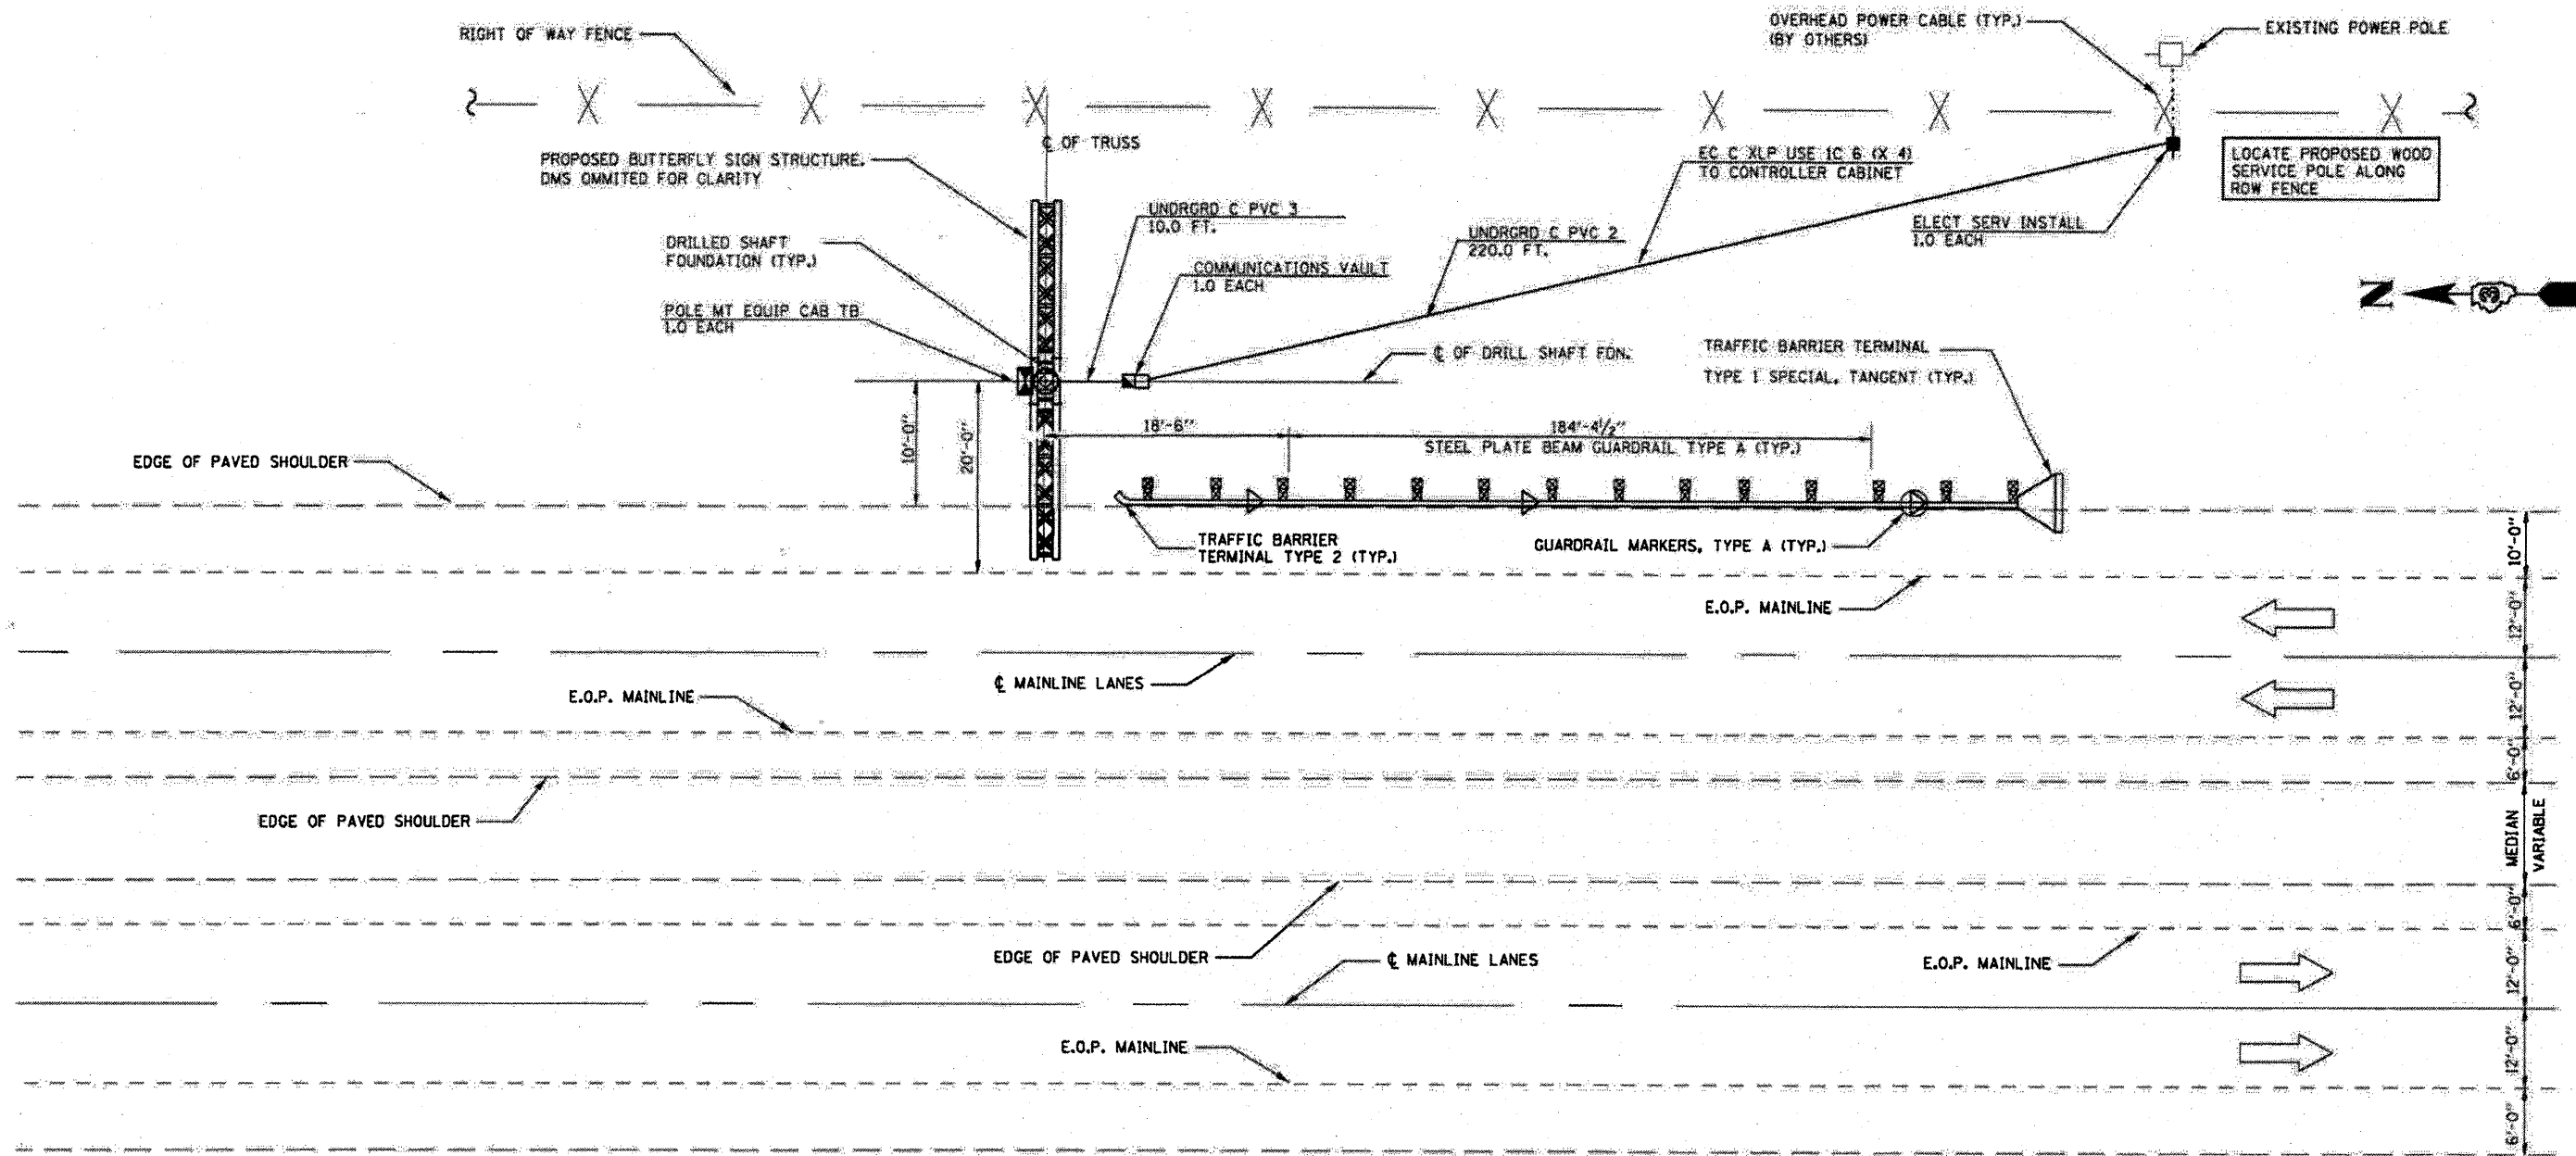 RIGHT OF WAY FENCE
OVERHEAD POWER CABLE (TYP.)
(BY OTHERS)
EXISTING POWER POLE
℄ OF TRUSS
PROPOSED BUTTERFLY SIGN STRUCTURE.
DMS OMMITED FOR CLARITY
EC C XLP USE 1C 6 (X 4)
TO CONTROLLER CABINET
LOCATE PROPOSED WOOD
SERVICE POLE ALONG
ROW FENCE
UNDRGRD C PVC 3
10.0 FT.
ELECT SERV INSTALL
1.0 EACH
DRILLED SHAFT
FOUNDATION (TYP.)
UNDRGRD C PVC 2
220.0 FT.
COMMUNICATIONS VAULT
1.0 EACH
POLE MT EQUIP CAB TB
1.0 EACH
N
℄ OF DRILL SHAFT FDN.
TRAFFIC BARRIER TERMINAL
TYPE 1 SPECIAL, TANGENT (TYP.)
10'-0"
20'-0"
18'-6"
184'-4½"
STEEL PLATE BEAM GUARDRAIL TYPE A (TYP.)
EDGE OF PAVED SHOULDER
TRAFFIC BARRIER
TERMINAL TYPE 2 (TYP.)
GUARDRAIL MARKERS, TYPE A (TYP.)
10'-0"
E.O.P. MAINLINE
12'-0"
℄ MAINLINE LANES
E.O.P. MAINLINE
12'-0"
6'-0"
EDGE OF PAVED SHOULDER
MEDIAN
VARIABLE
6'-0"
EDGE OF PAVED SHOULDER
℄ MAINLINE LANES
E.O.P. MAINLINE
12'-0"
E.O.P. MAINLINE
12'-0"
6'-0"